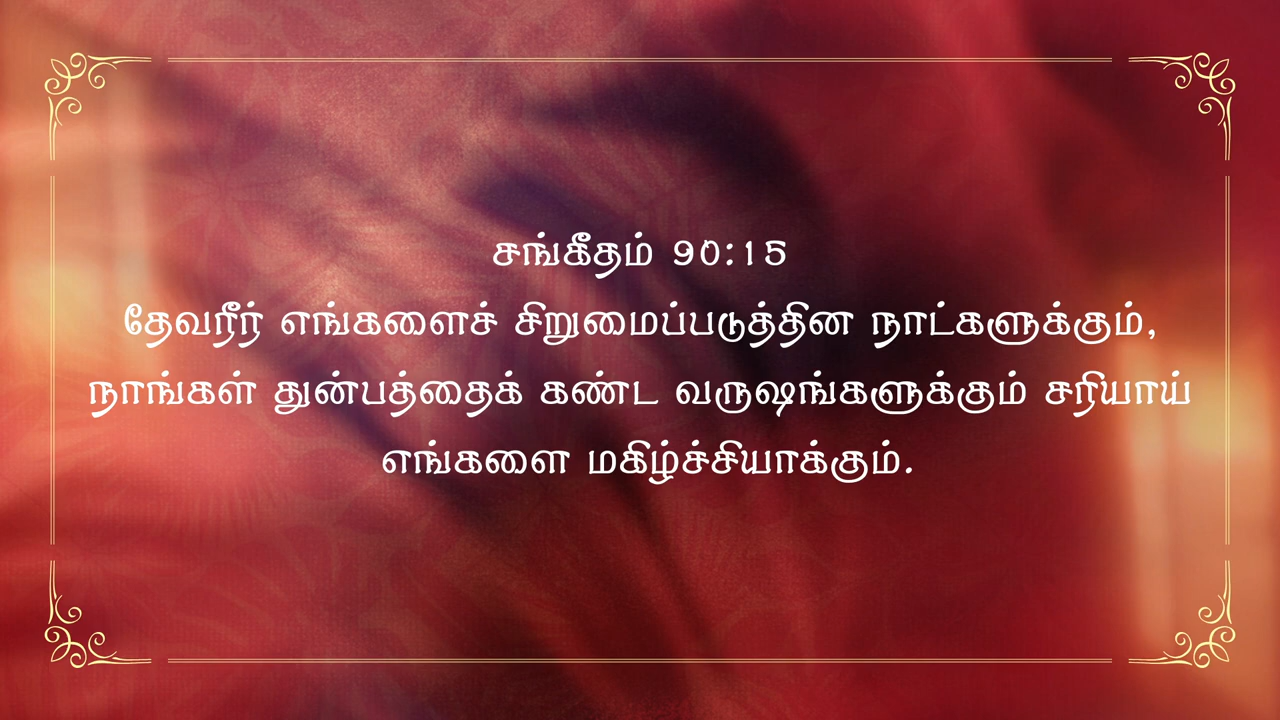 சங்கீதம் 90:15
தேவரீர் எங்களைச் சிறுமைப்படுத்தின நாட்களுக்கும்,
நாங்கள் துன்பத்தைக் கண்ட வருஷங்களுக்கும் சரியாய்
எங்களை மகிழ்ச்சியாக்கும்.